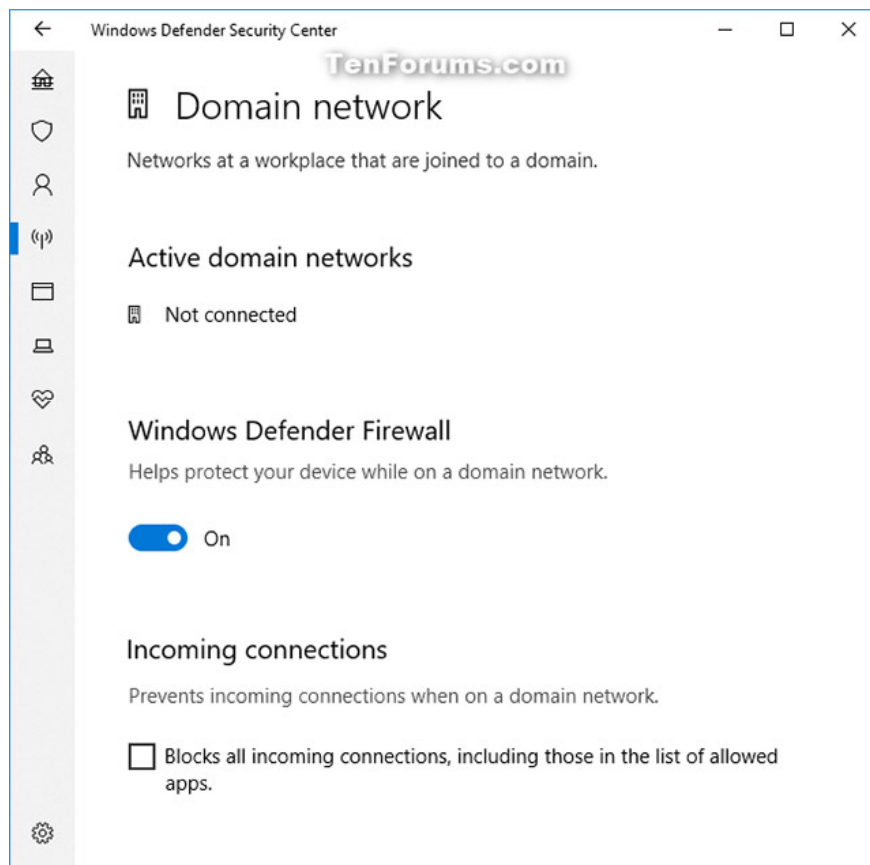 Windows Defender Security Center
TenForums.com
Domain network
Networks at a workplace that are joined to a domain.
Active domain networks
Not connected
Windows Defender Firewall
Helps protect your device while on a domain network.
On
Incoming connections
Prevents incoming connections when on a domain network.
Blocks all incoming connections, including those in the list of allowed
apps.